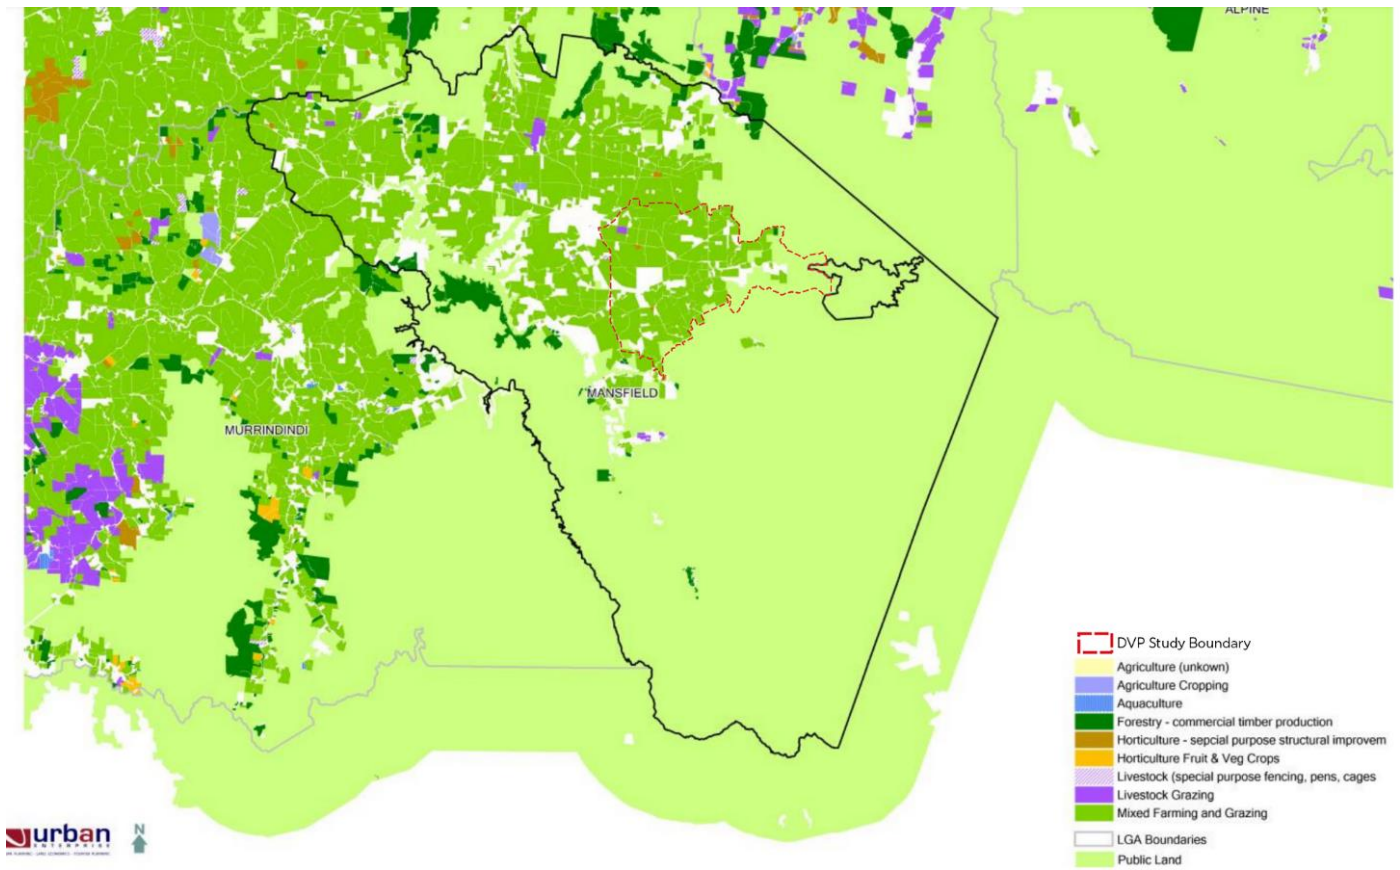 ALPINE
MANSFIELD
MURRINDINDI
DVP Study Boundary
Agriculture (unkown)
Agriculture Cropping
Aquaculture
Forestry - commercial timber production
Horticulture - sepcial purpose structural improvem
Horticulture Fruit & Veg Crops
Livestock (special purpose fencing, pens, cages
Livestock Grazing
Mixed Farming and Grazing
LGA Boundaries
Public Land
urban
ENTERPRISE
N